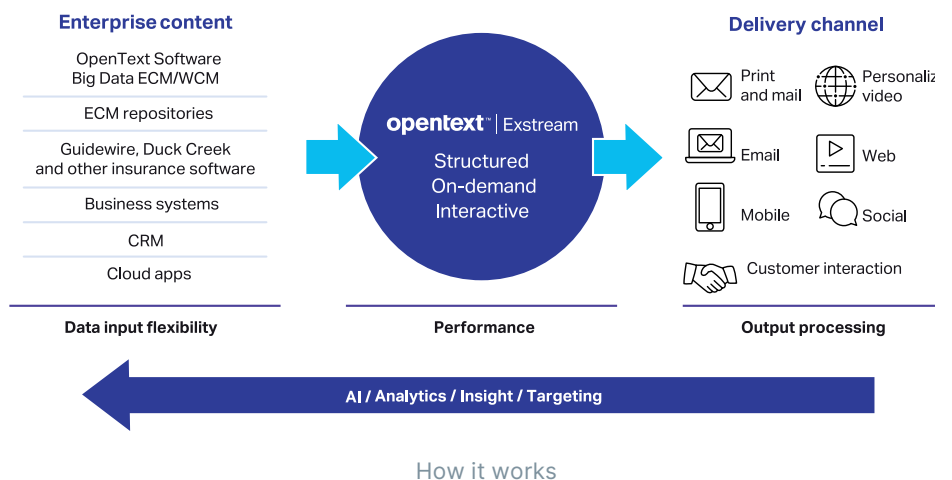 Enterprise content
OpenText Software
Big Data ECM/WCM
ECM repositories
Guidewire, Duck Creek
and other insurance software
Business systems
CRM
Cloud apps
Data input flexibility
opentext™ | Exstream
Structured
On-demand
Interactive
Performance
Delivery channel
Print
and mail
Personaliz
video
Email
Web
Mobile
Social
Customer interaction
Output processing
AI / Analytics / Insight / Targeting
How it works